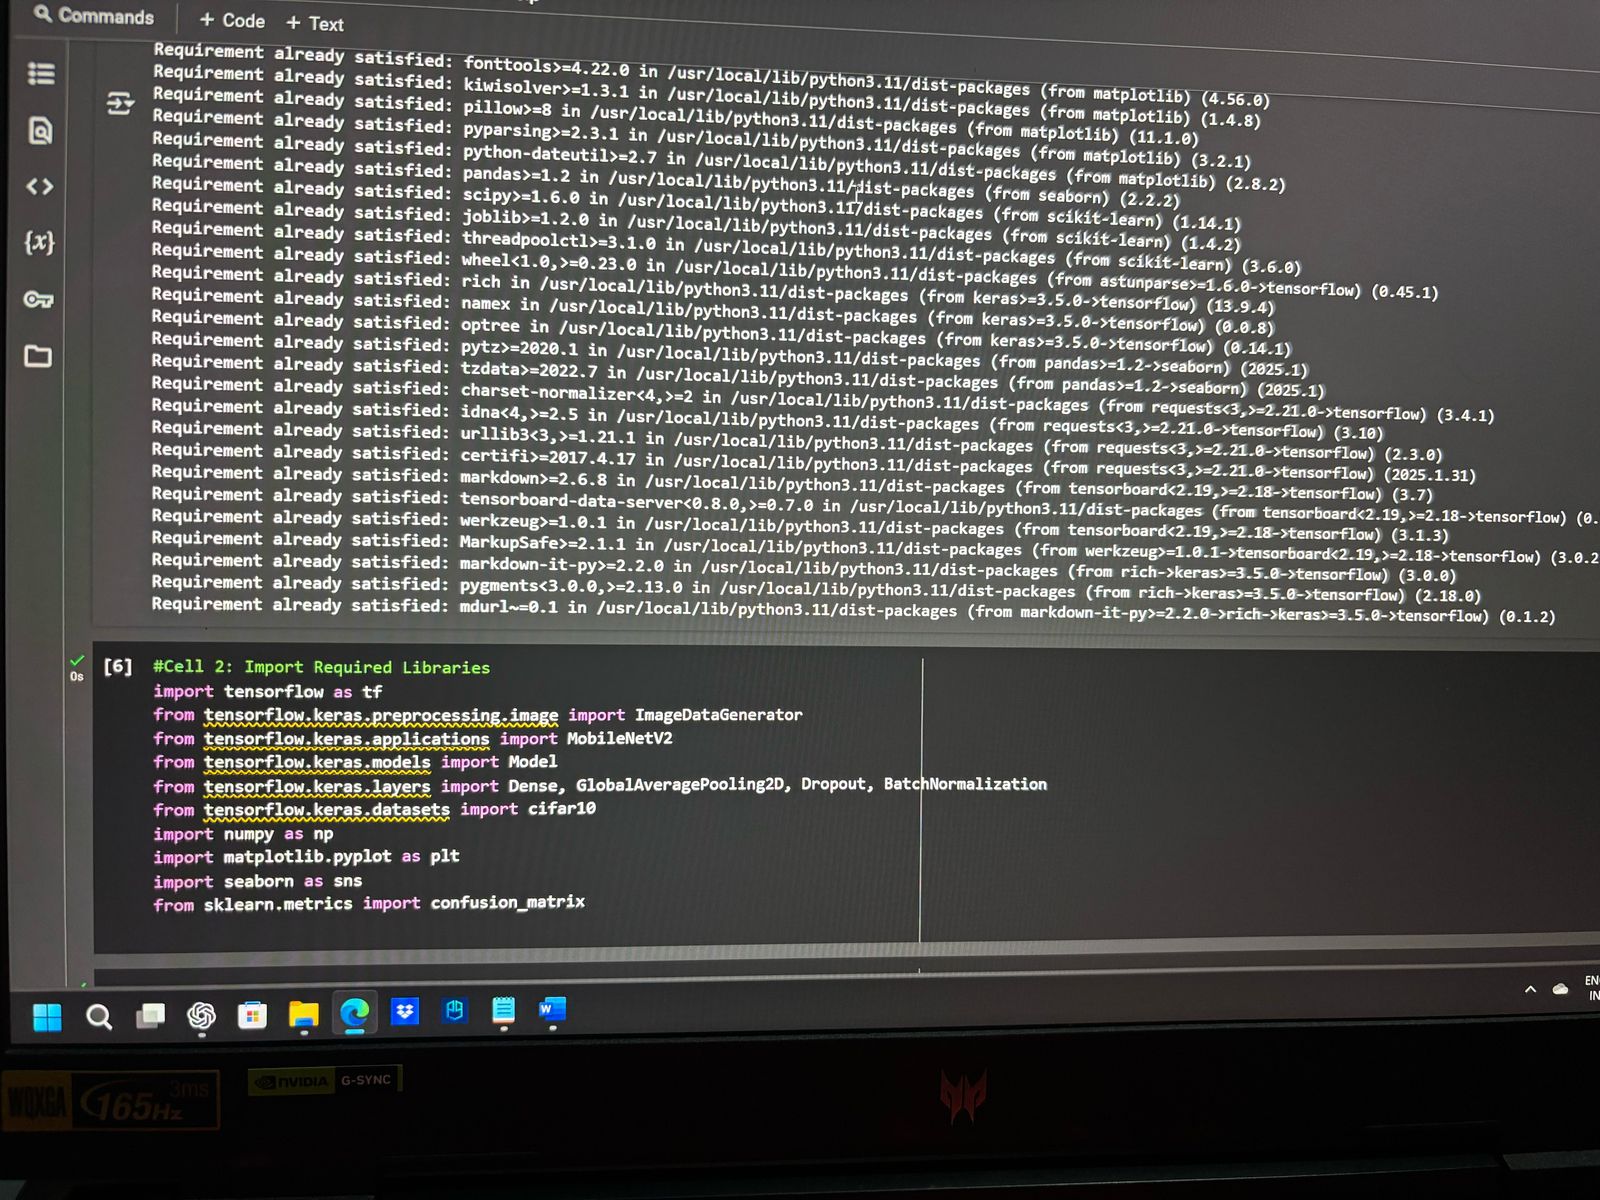 Commands
+ Code
+ Text
Requirement already satisfied: fonttools>=4.22.0 in /usr/local/lib/python3.11/dist-packages (from matplotlib) (4.56.0)
Requirement already satisfied: kiwisolver>=1.3.1 in /usr/local/lib/python3.11/dist-packages (from matplotlib) (1.4.8)
Requirement already satisfied: pillow>=8 in /usr/local/lib/python3.11/dist-packages (from matplotlib) (11.1.0)
Requirement already satisfied: pyparsing>=2.3.1 in /usr/local/lib/python3.11/dist-packages (from matplotlib) (3.2.1)
Requirement already satisfied: python-dateutil>=2.7 in /usr/local/lib/python3.11/dist-packages (from matplotlib) (2.8.2)
Requirement already satisfied: pandas>=1.2 in /usr/local/lib/python3.11/dist-packages (from seaborn) (2.2.2)
Requirement already satisfied: scipy>=1.6.0 in /usr/local/lib/python3.11/dist-packages (from scikit-learn) (1.14.1)
Requirement already satisfied: joblib>=1.2.0 in /usr/local/lib/python3.11/dist-packages (from scikit-learn) (1.4.2)
Requirement already satisfied: threadpoolctl>=3.1.0 in /usr/local/lib/python3.11/dist-packages (from scikit-learn) (3.6.0)
Requirement already satisfied: wheel<1.0,>=0.23.0 in /usr/local/lib/python3.11/dist-packages (from astunparse>=1.6.0->tensorflow) (0.45.1)
Requirement already satisfied: rich in /usr/local/lib/python3.11/dist-packages (from keras>=3.5.0->tensorflow) (13.9.4)
Requirement already satisfied: namex in /usr/local/lib/python3.11/dist-packages (from keras>=3.5.0->tensorflow) (0.0.8)
Requirement already satisfied: optree in /usr/local/lib/python3.11/dist-packages (from keras>=3.5.0->tensorflow) (0.14.1)
Requirement already satisfied: pytz>=2020.1 in /usr/local/lib/python3.11/dist-packages (from pandas>=1.2->seaborn) (2025.1)
Requirement already satisfied: tzdata>=2022.7 in /usr/local/lib/python3.11/dist-packages (from pandas>=1.2->seaborn) (2025.1)
Requirement already satisfied: charset-normalizer<4,>=2 in /usr/local/lib/python3.11/dist-packages (from requests<3,>=2.21.0->tensorflow) (3.4.1)
Requirement already satisfied: idna<4,>=2.5 in /usr/local/lib/python3.11/dist-packages (from requests<3,>=2.21.0->tensorflow) (3.10)
Requirement already satisfied: urllib3<3,>=1.21.1 in /usr/local/lib/python3.11/dist-packages (from requests<3,>=2.21.0->tensorflow) (2.3.0)
Requirement already satisfied: certifi>=2017.4.17 in /usr/local/lib/python3.11/dist-packages (from requests<3,>=2.21.0->tensorflow) (2025.1.31)
Requirement already satisfied: markdown>=2.6.8 in /usr/local/lib/python3.11/dist-packages (from tensorboard<2.19,>=2.18->tensorflow) (3.7)
Requirement already satisfied: tensorboard-data-server<0.8.0,>=0.7.0 in /usr/local/lib/python3.11/dist-packages (from tensorboard<2.19,>=2.18->tensorflow) (0.
Requirement already satisfied: werkzeug>=1.0.1 in /usr/local/lib/python3.11/dist-packages (from tensorboard<2.19,>=2.18->tensorflow) (3.1.3)
Requirement already satisfied: MarkupSafe>=2.1.1 in /usr/local/lib/python3.11/dist-packages (from werkzeug>=1.0.1->tensorboard<2.19,>=2.18->tensorflow) (3.0.2
Requirement already satisfied: markdown-it-py>=2.2.0 in /usr/local/lib/python3.11/dist-packages (from rich->keras>=3.5.0->tensorflow) (3.0.0)
Requirement already satisfied: pygments<3.0.0,>=2.13.0 in /usr/local/lib/python3.11/dist-packages (from rich->keras>=3.5.0->tensorflow) (2.18.0)
Requirement already satisfied: mdurl~=0.1 in /usr/local/lib/python3.11/dist-packages (from markdown-it-py>=2.2.0->rich->keras>=3.5.0->tensorflow) (0.1.2)
0s
[6]
#Cell 2: Import Required Libraries
import tensorflow as tf
from tensorflow.keras.preprocessing.image import ImageDataGenerator
from tensorflow.keras.applications import MobileNetV2
from tensorflow.keras.models import Model
from tensorflow.keras.layers import Dense, GlobalAveragePooling2D, Dropout, BatchNormalization
from tensorflow.keras.datasets import cifar10
import numpy as np
import matplotlib.pyplot as plt
import seaborn as sns
from sklearn.metrics import confusion_matrix
EN
IN
WQXGA 165Hz 3ms
NVIDIA G-SYNC